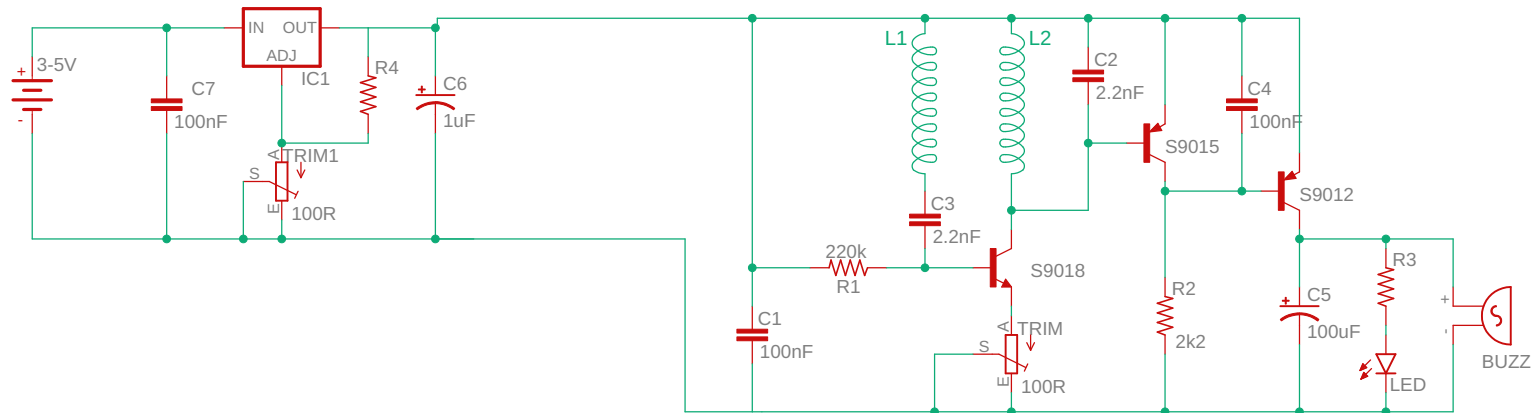 3-5V
+
-
C7
100nF
IN OUT
ADJ
IC1
R4
C6
+
1uF
A
TRIM1
S
E
100R
L1
L2
C2
2.2nF
C3
2.2nF
220k
R1
S9018
C1
100nF
A
TRIM
S
E
100R
S9015
C4
100nF
S9012
R2
2k2
C5
+
100uF
R3
LED
+
-
BUZZ